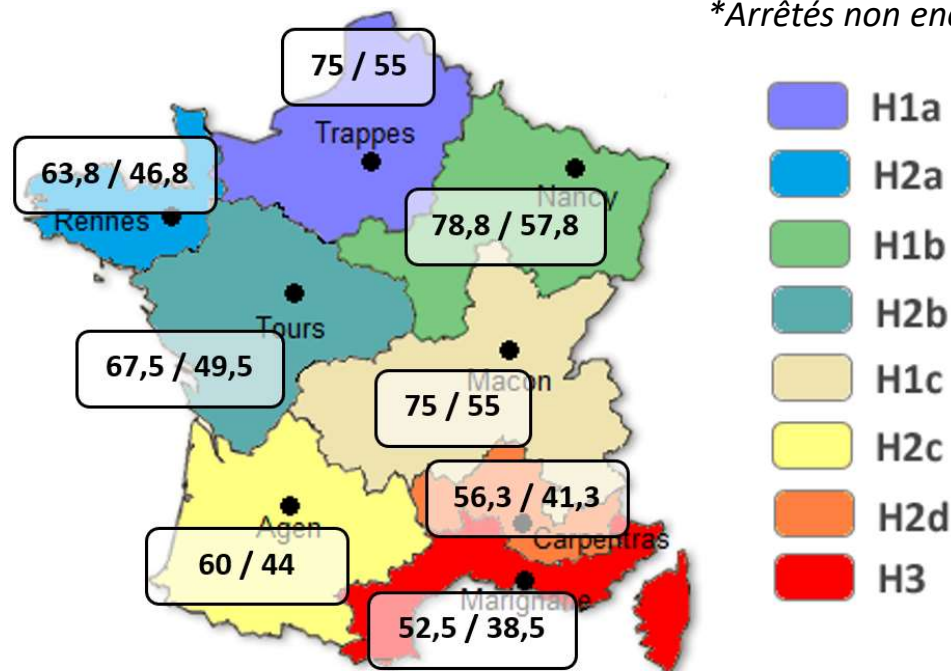 *Arrêtés non
75 / 55
Trappes
63,8 / 46,8
Rennes
Nancy
78,8 / 57,8
Tours
67,5 / 49,5
Macon
75 / 55
56,3 / 41,3
Carpentras
Agen
60 / 44
Marignane
52,5 / 38,5
H1a
H2a
H1b
H2b
H1c
H2c
H2d
H3